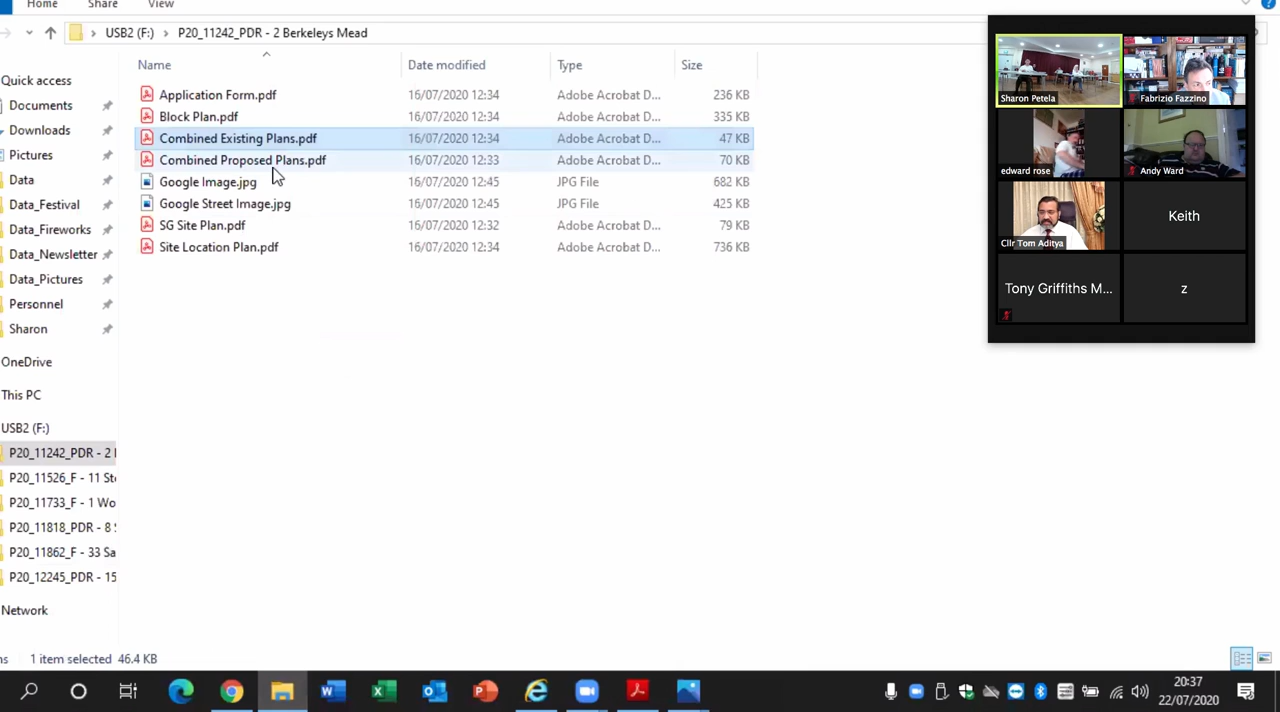 Home Share View
USB2 (F:) P20_11242_PDR - 2 Berkeleys Mead
Name Date modified Type Size
Application Form.pdf 16/07/2020 12:34 Adobe Acrobat D... 236 KB
Block Plan.pdf 16/07/2020 12:34 Adobe Acrobat D... 335 KB
Combined Existing Plans.pdf 16/07/2020 12:34 Adobe Acrobat D... 47 KB
Combined Proposed Plans.pdf 16/07/2020 12:33 Adobe Acrobat D... 70 KB
Google Image.jpg 16/07/2020 12:45 JPG File 682 KB
Google Street Image.jpg 16/07/2020 12:45 JPG File 425 KB
SG Site Plan.pdf 16/07/2020 12:32 Adobe Acrobat D... 79 KB
Site Location Plan.pdf 16/07/2020 12:34 Adobe Acrobat D... 736 KB
Quick access
Documents
Downloads
Pictures
Data
Data_Festival
Data_Fireworks
Data_Newsletter
Data_Pictures
Personnel
Sharon
OneDrive
This PC
USB2 (F:)
P20_11242_PDR - 2
P20_11526_F - 11 Sto
P20_11733_F - 1 Wo
P20_11818_PDR - 8
P20_11862_F - 33 Sa
P20_12245_PDR - 15
Network
Sharon Petela
Fabrizio Fazzino
edward rose
Andy Ward
Cllr Tom Aditya
Keith
Tony Griffiths M...
z
ns 1 item selected 46.4 KB
20:37
22/07/2020